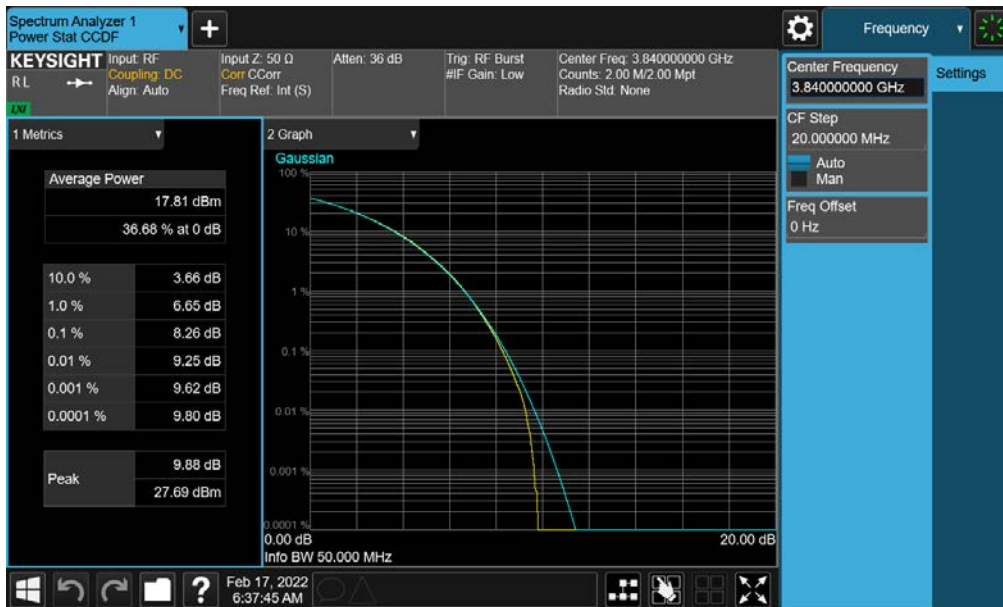 Spectrum Analyzer 1
Power Stat CCDF
+
Frequency
KEYSIGHT
RL
LXI
Input: RF
Coupling: DC
Align: Auto
Input Z: 50 Ω
Corr CCorr
Freq Ref: Int (S)
Atten: 36 dB
Trig: RF Burst
#IF Gain: Low
Center Freq: 3.840000000 GHz
Counts: 2.00 M/2.00 Mpt
Radio Std: None
Center Frequency
3.840000000 GHz
Settings
CF Step
20.000000 MHz
Auto
Man
Freq Offset
0 Hz
1 Metrics
Average Power
17.81 dBm
36.68 % at 0 dB
10.0 % 3.66 dB
1.0 % 6.65 dB
0.1 % 8.26 dB
0.01 % 9.25 dB
0.001 % 9.62 dB
0.0001 % 9.80 dB
Peak
9.88 dB
27.69 dBm
2 Graph
Gaussian
100 %
10 %
1 %
0.1 %
0.01 %
0.001 %
0.0001 %
0.00 dB 20.00 dB
Info BW 50.000 MHz
?
Feb 17, 2022
6:37:45 AM